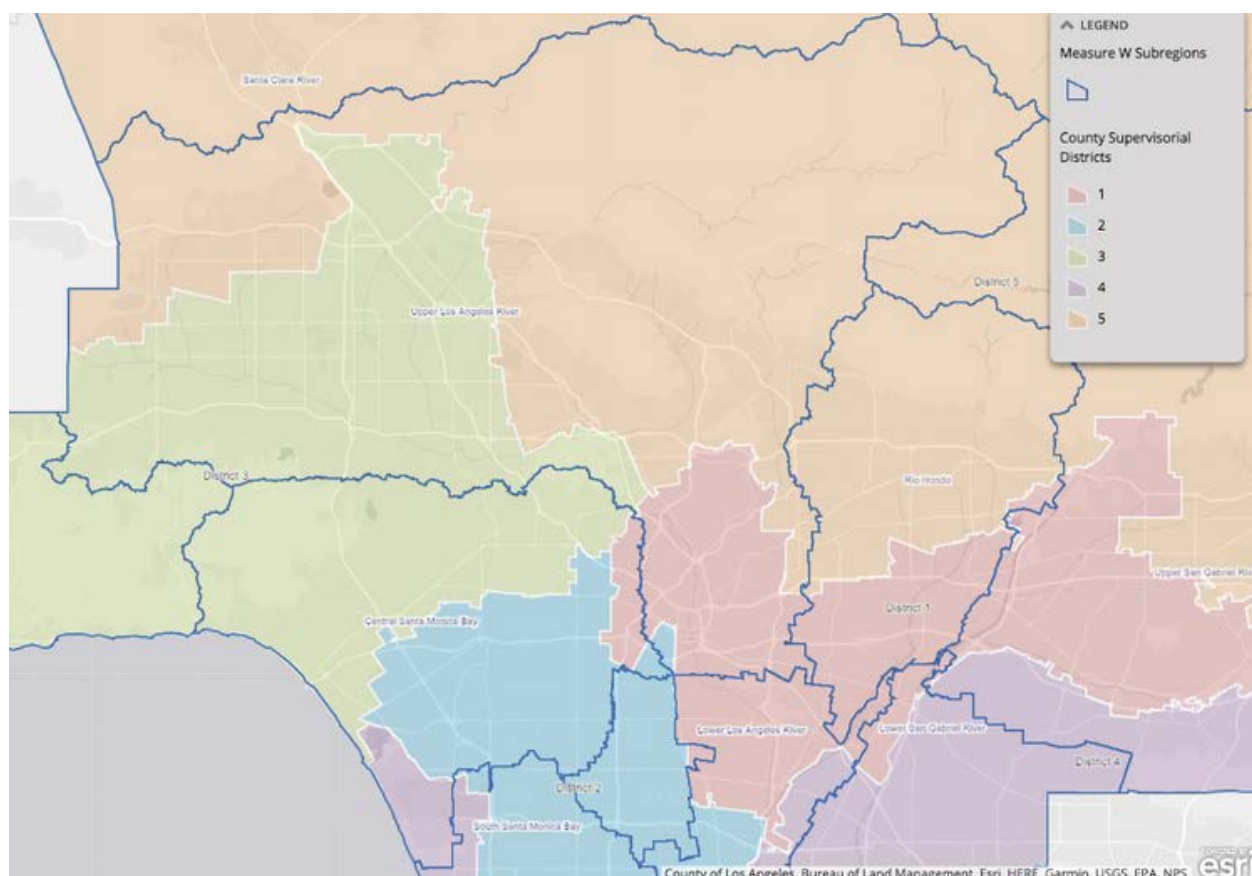 LEGEND
Measure W Subregions
County Supervisorial
Districts
1
2
3
4
5
Santa Clara River
District 5
Upper Los Angeles River
District 3
Rio Hondo
Upper San Gabriel River
District 1
Central Santa Monica Bay
Lower Los Angeles River
Lower San Gabriel River
District 4
District 2
South Santa Monica Bay
County of Los Angeles, Bureau of Land Management, Esri, HERE, Garmin, USGS, EPA, NPS
esri